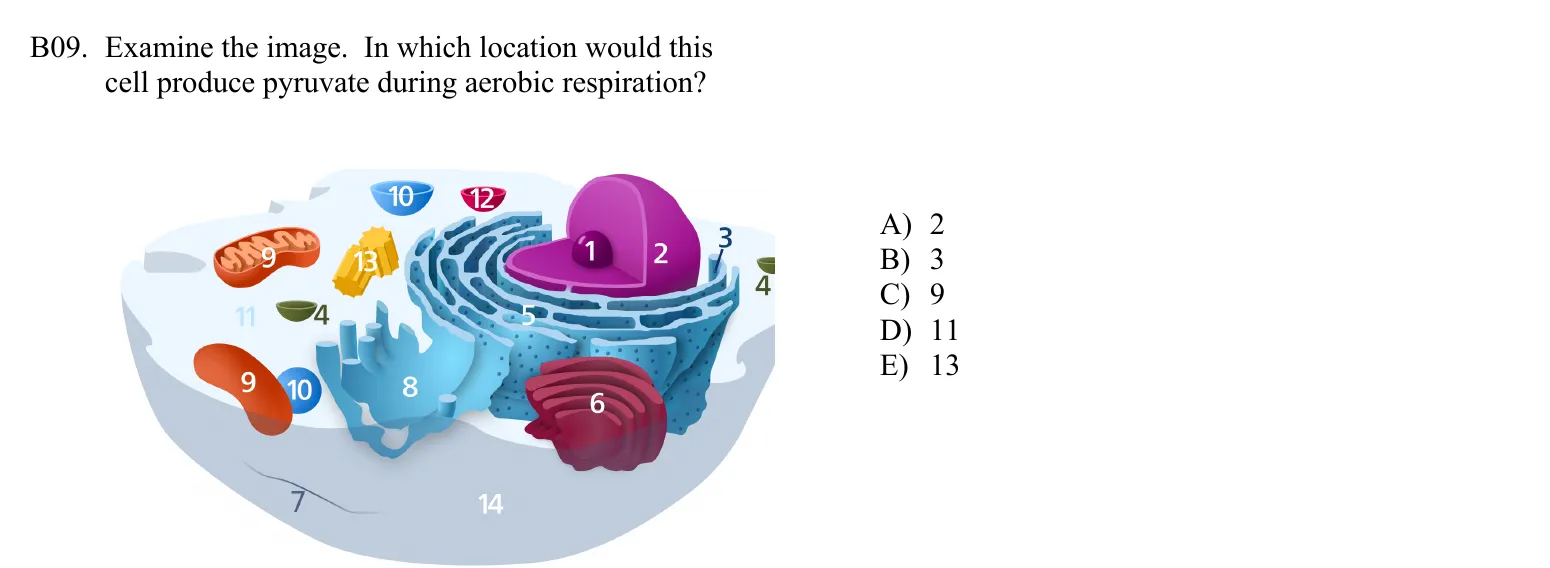 B09. Examine the image. In which location would this
cell produce pyruvate during aerobic respiration?
10
12
1
2
3
9
13
4
11
4
5
9
10
8
6
7
14
A) 2
B) 3
C) 9
D) 11
E) 13